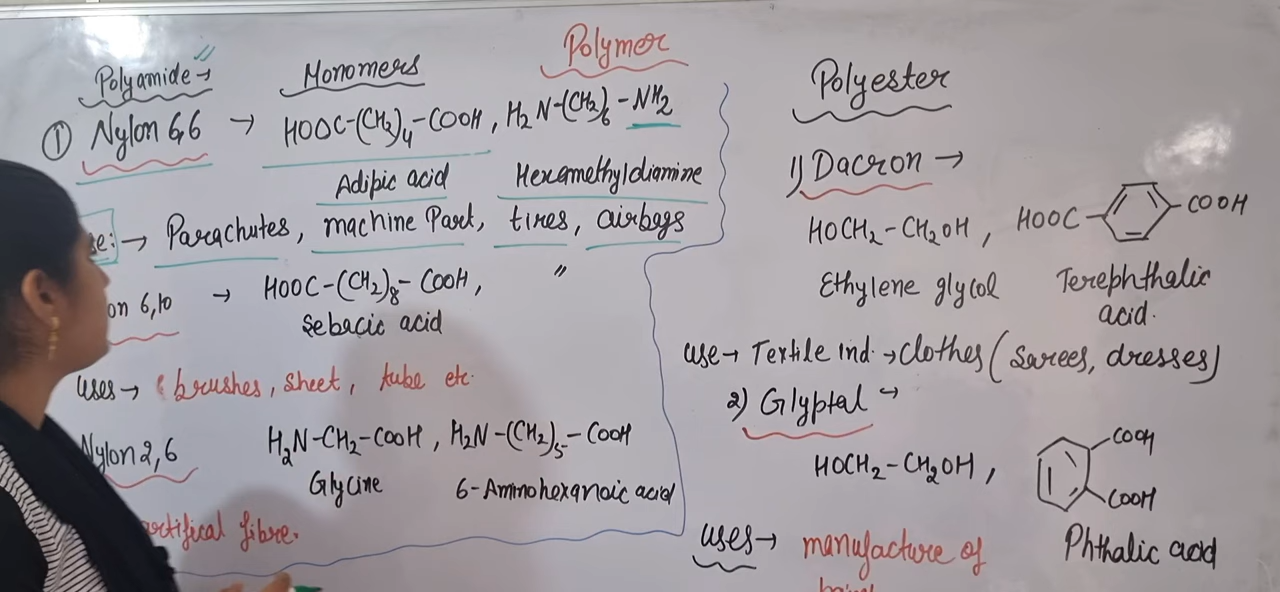 Polymer
Polyamide→
Monomers
① Nylon 6,6 → HOOC-(CH₂)₄-COOH, H₂N-(CH₂)₆-NH₂
Adipic acid Hexamethyldiamine
se:→ Parachutes, machine Part, tires, airbags
on 6,10 → HOOC-(CH₂)₈-COOH, "
Sebacic acid
uses→ brushes, sheet, tube etc.
Nylon 2,6 H₂N-CH₂-COOH, H₂N-(CH₂)₅-COOH
Glycine 6-Aminohexanoic acid
artifical fibre.
Polyester
1) Dacron →
HOCH₂-CH₂OH, HOOC- -COOH
Ethylene glycol Terephthalic
acid.
use→ Textile ind.→clothes (sarees, dresses)
2) Glyptal
HOCH₂-CH₂OH, COOH
COOH
Phthalic acid
uses→ manufacture of